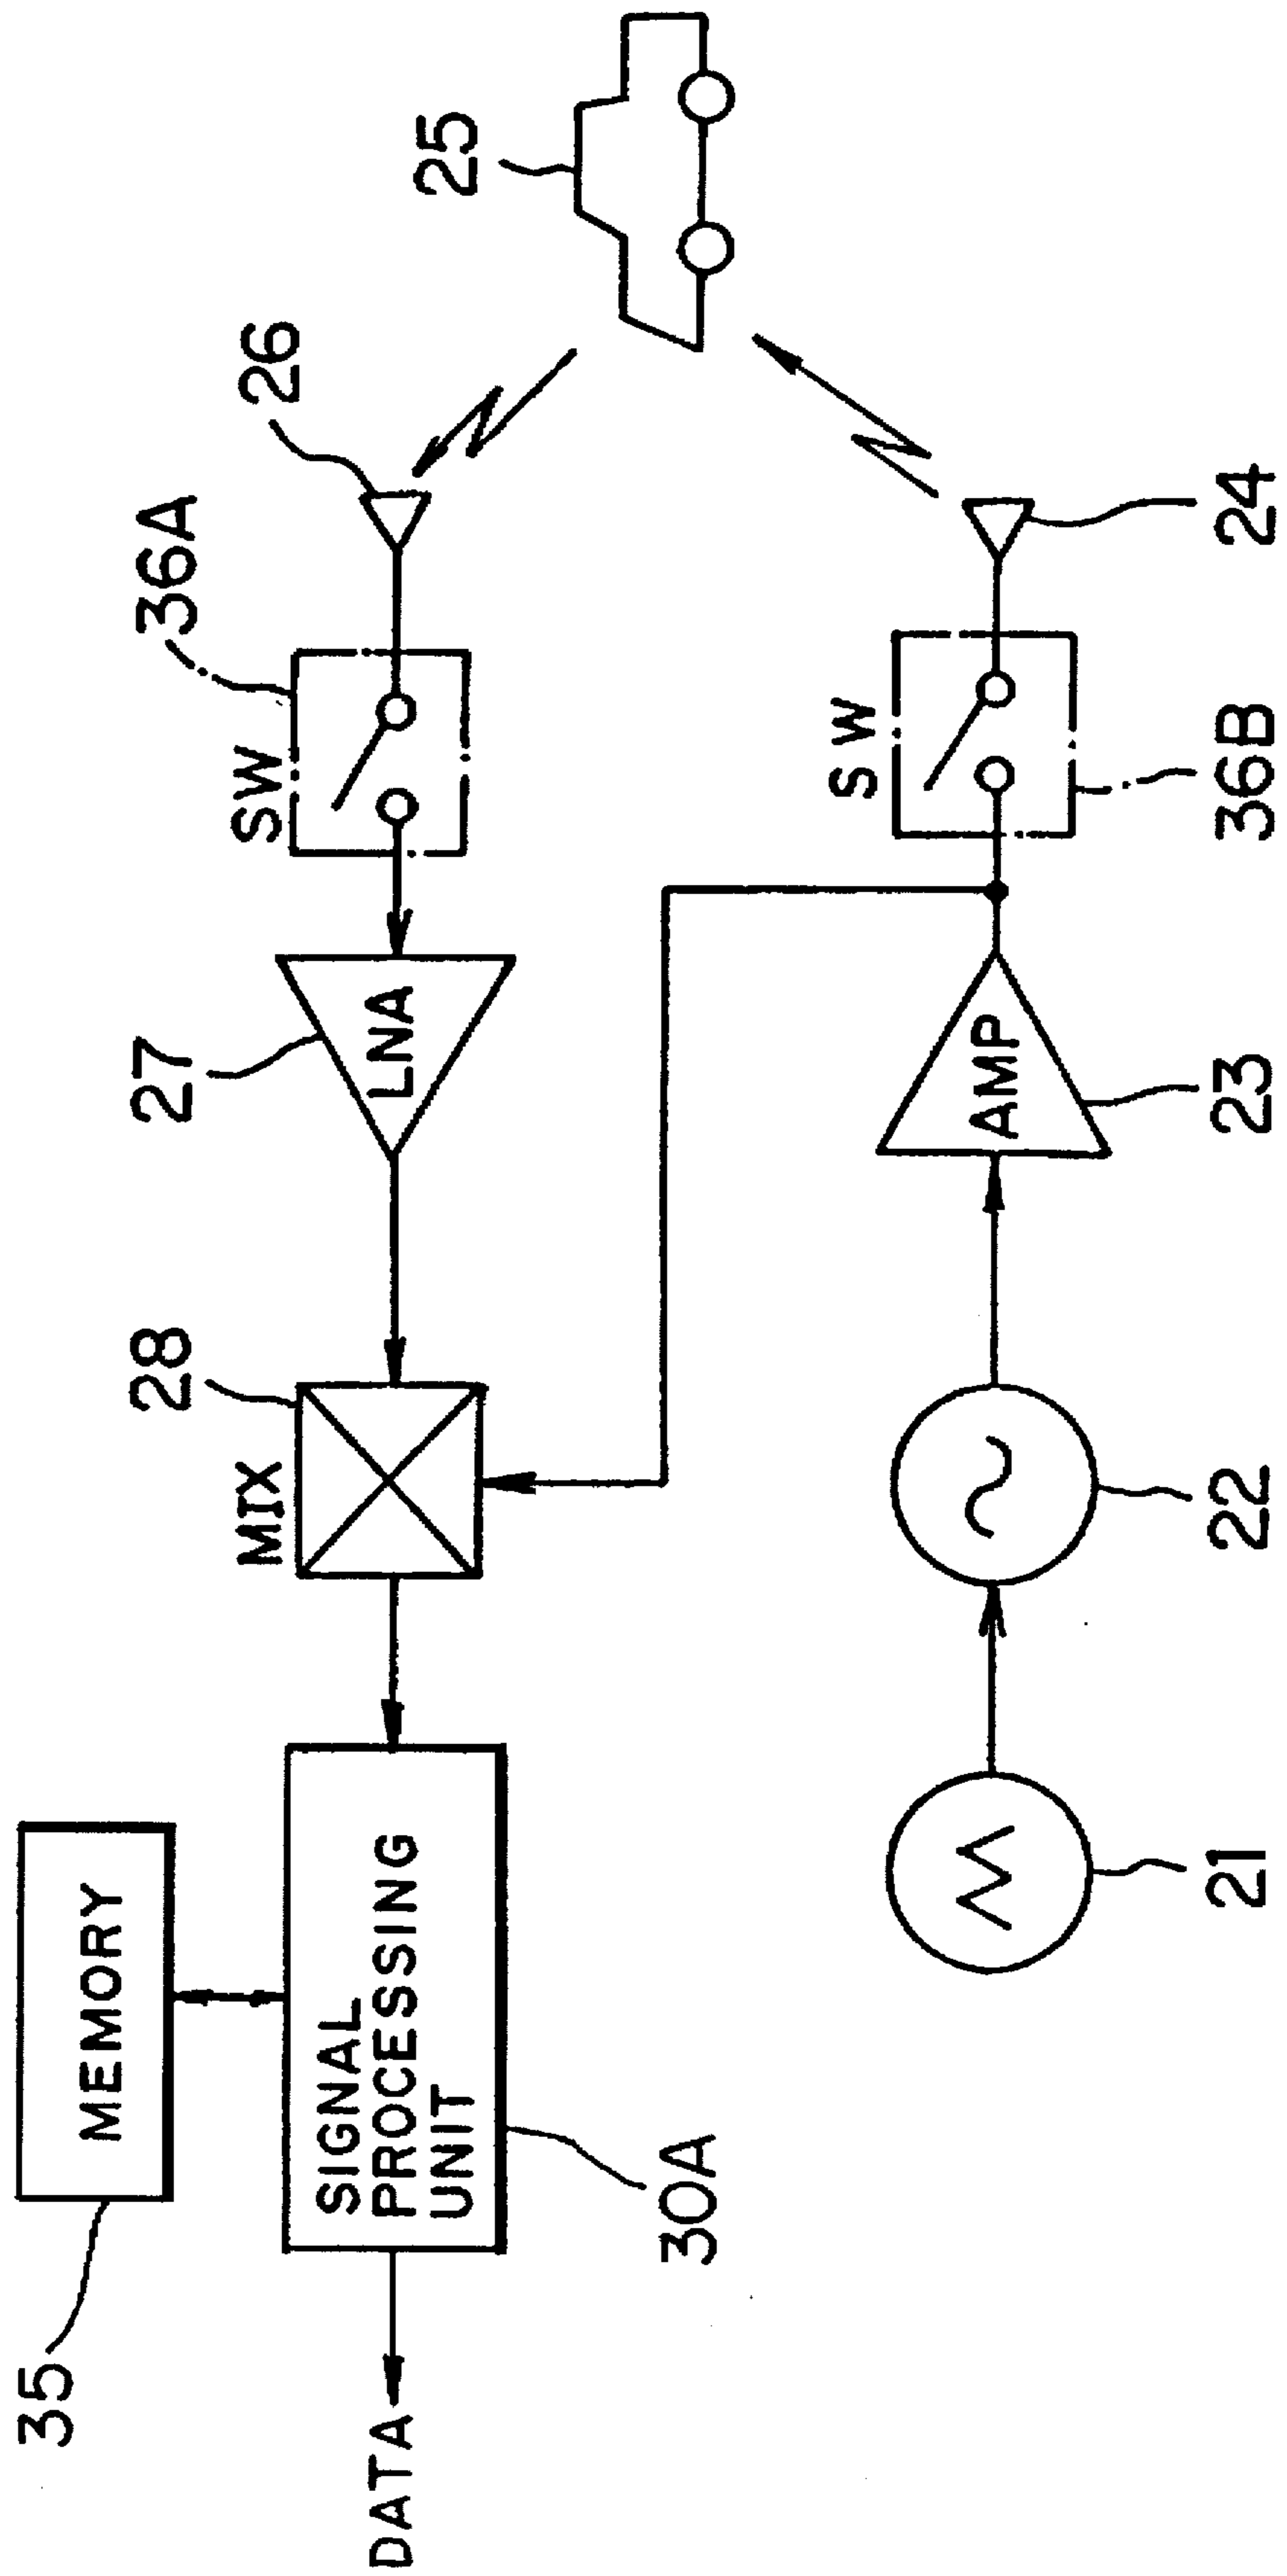 35
MEMORY
27
28
36A
26
25
MIX
SW
LNA
DATA
SIGNAL
PROCESSING
UNIT
30A
SW
AMP
21
22
23
36B
24